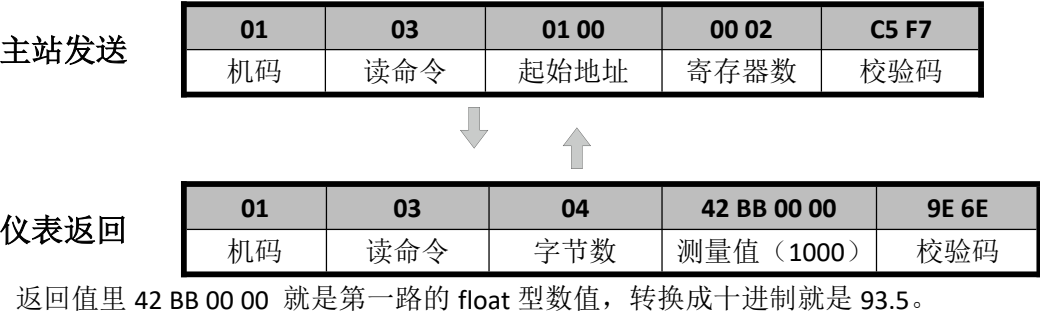 主站发送
01 03 01 00 00 02 C5 F7
机码 读命令 起始地址 寄存器数 校验码
仪表返回
01 03 04 42 BB 00 00 9E 6E
机码 读命令 字节数 测量值（1000） 校验码
返回值里 42 BB 00 00 就是第一路的 float 型数值，转换成十进制就是 93.5。